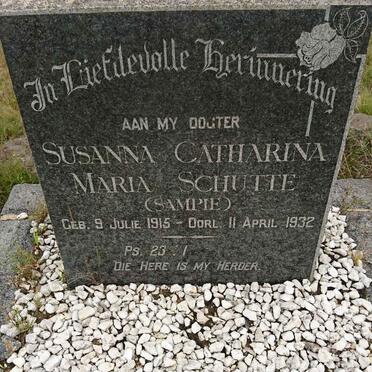 In Liefdevolle Herinnering
AAN MY DOGTER
SUSANNA CATHARINA
MARIA SCHUTTE
(SAMPIE)
GEB. 9 JULIE 1915 - OORL. 11 APRIL 1932
PS. 23:1
DIE HERE IS MY HERDER.